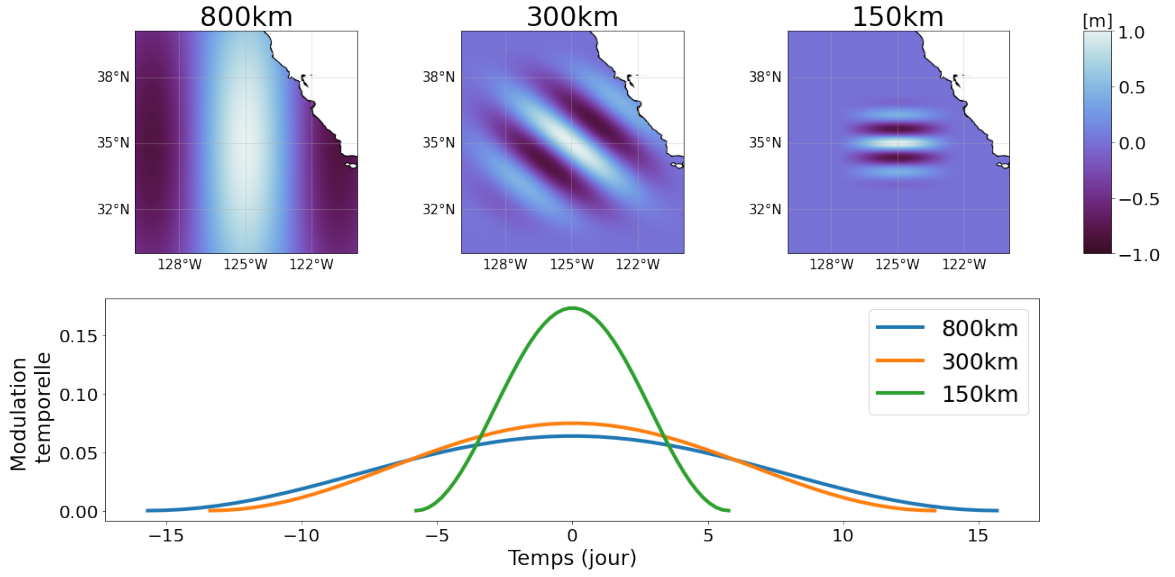 800km
300km
150km
[m]
38°N
35°N
32°N
128°W 125°W 122°W
38°N
35°N
32°N
128°W 125°W 122°W
38°N
35°N
32°N
128°W 125°W 122°W
1.0
0.5
0.0
−0.5
−1.0
Modulation
temporelle
0.15
0.10
0.05
0.00
800km
300km
150km
−15 −10 −5 0 5 10 15
Temps (jour)